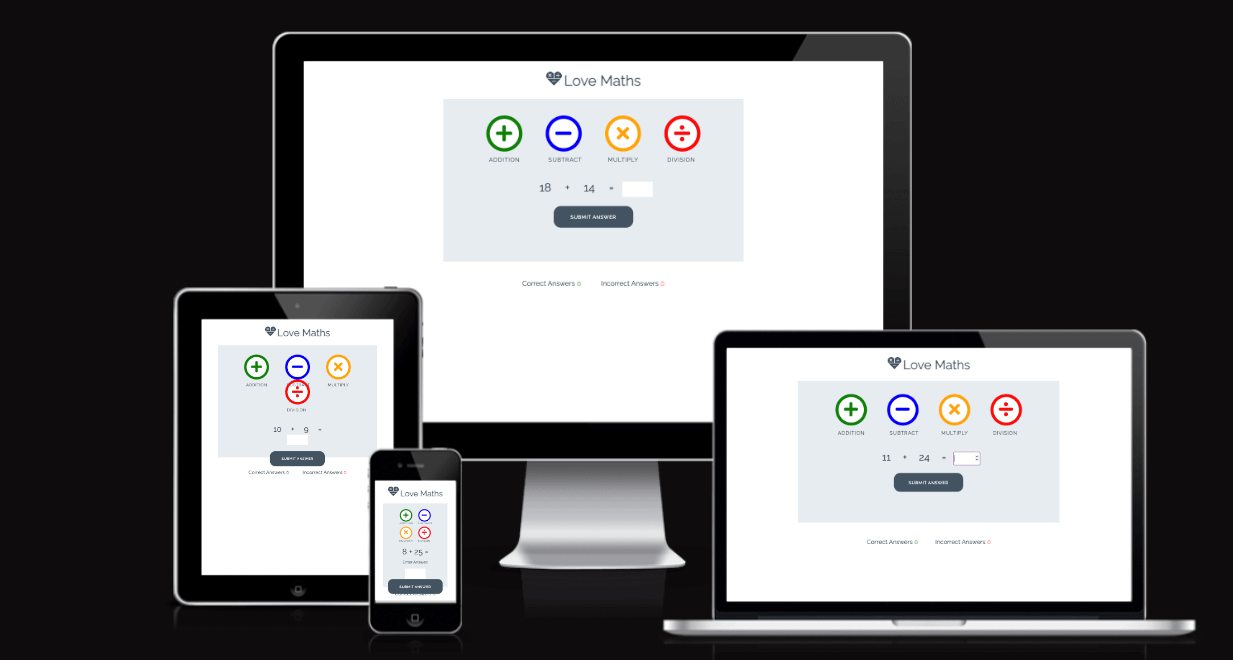 Love Maths
ADDITION SUBTRACT MULTIPLY DIVISION
18 + 14 =
SUBMIT ANSWER
Correct Answers 0 Incorrect Answers 0
Love Maths
ADDITION MULTIPLY
DIVISION
10 + 9 =
SUBMIT ANSWER
Correct Answers 0 Incorrect Answers 0
Love Maths
8 + 25 =
Enter Answer
SUBMIT ANSWER
Love Maths
ADDITION SUBTRACT MULTIPLY DIVISION
11 + 24 =
SUBMIT ANSWER
Correct Answers 0 Incorrect Answers 0